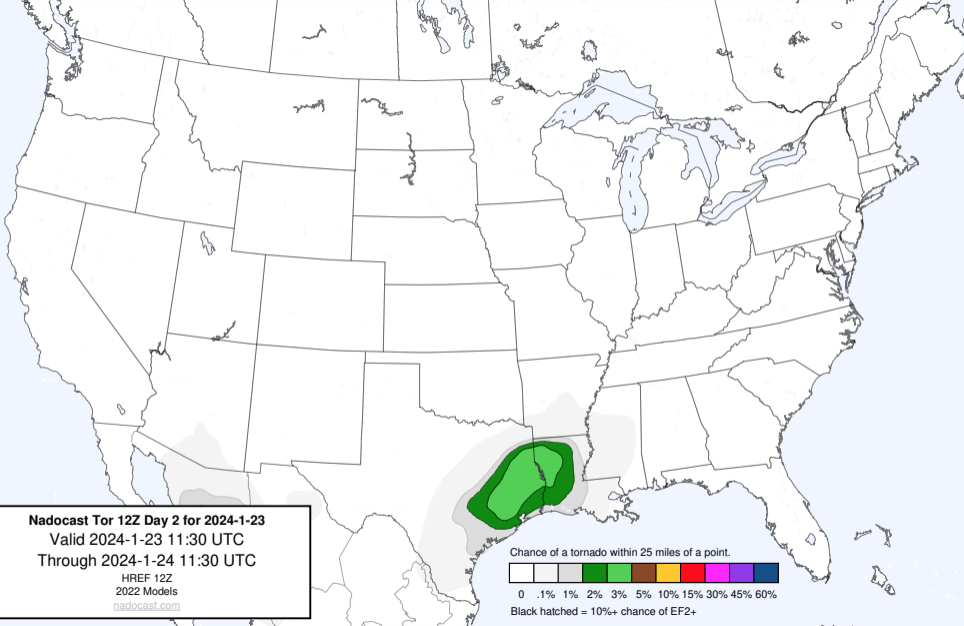 Nadocast Tor 12Z Day 2 for 2024-1-23
Valid 2024-1-23 11:30 UTC
Through 2024-1-24 11:30 UTC
HREF 12Z
2022 Models
nadocast.com
Chance of a tornado within 25 miles of a point.
0 .1% 1% 2% 3% 5% 10% 15% 30% 45% 60%
Black hatched = 10%+ chance of EF2+